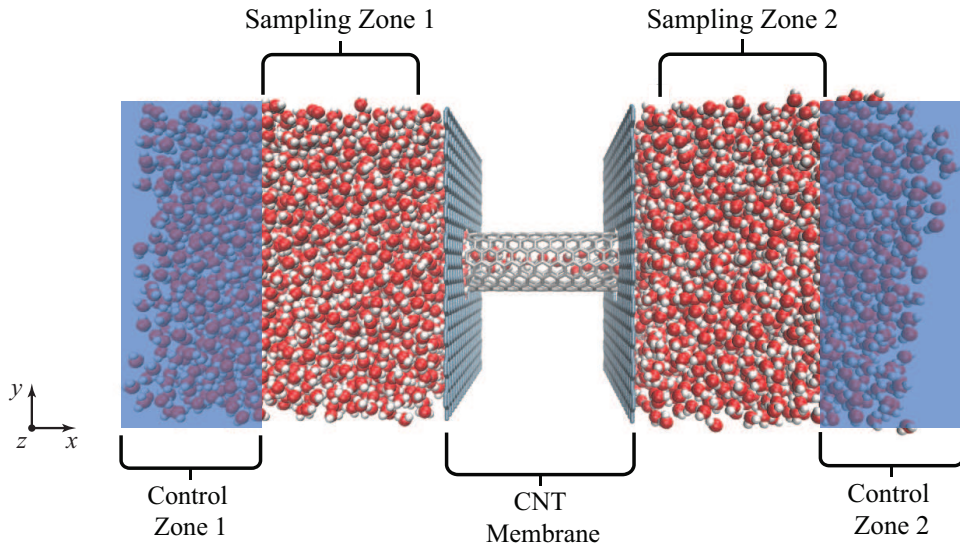 Sampling Zone 1
Sampling Zone 2
y
z
x
Control
Zone 1
CNT
Membrane
Control
Zone 2